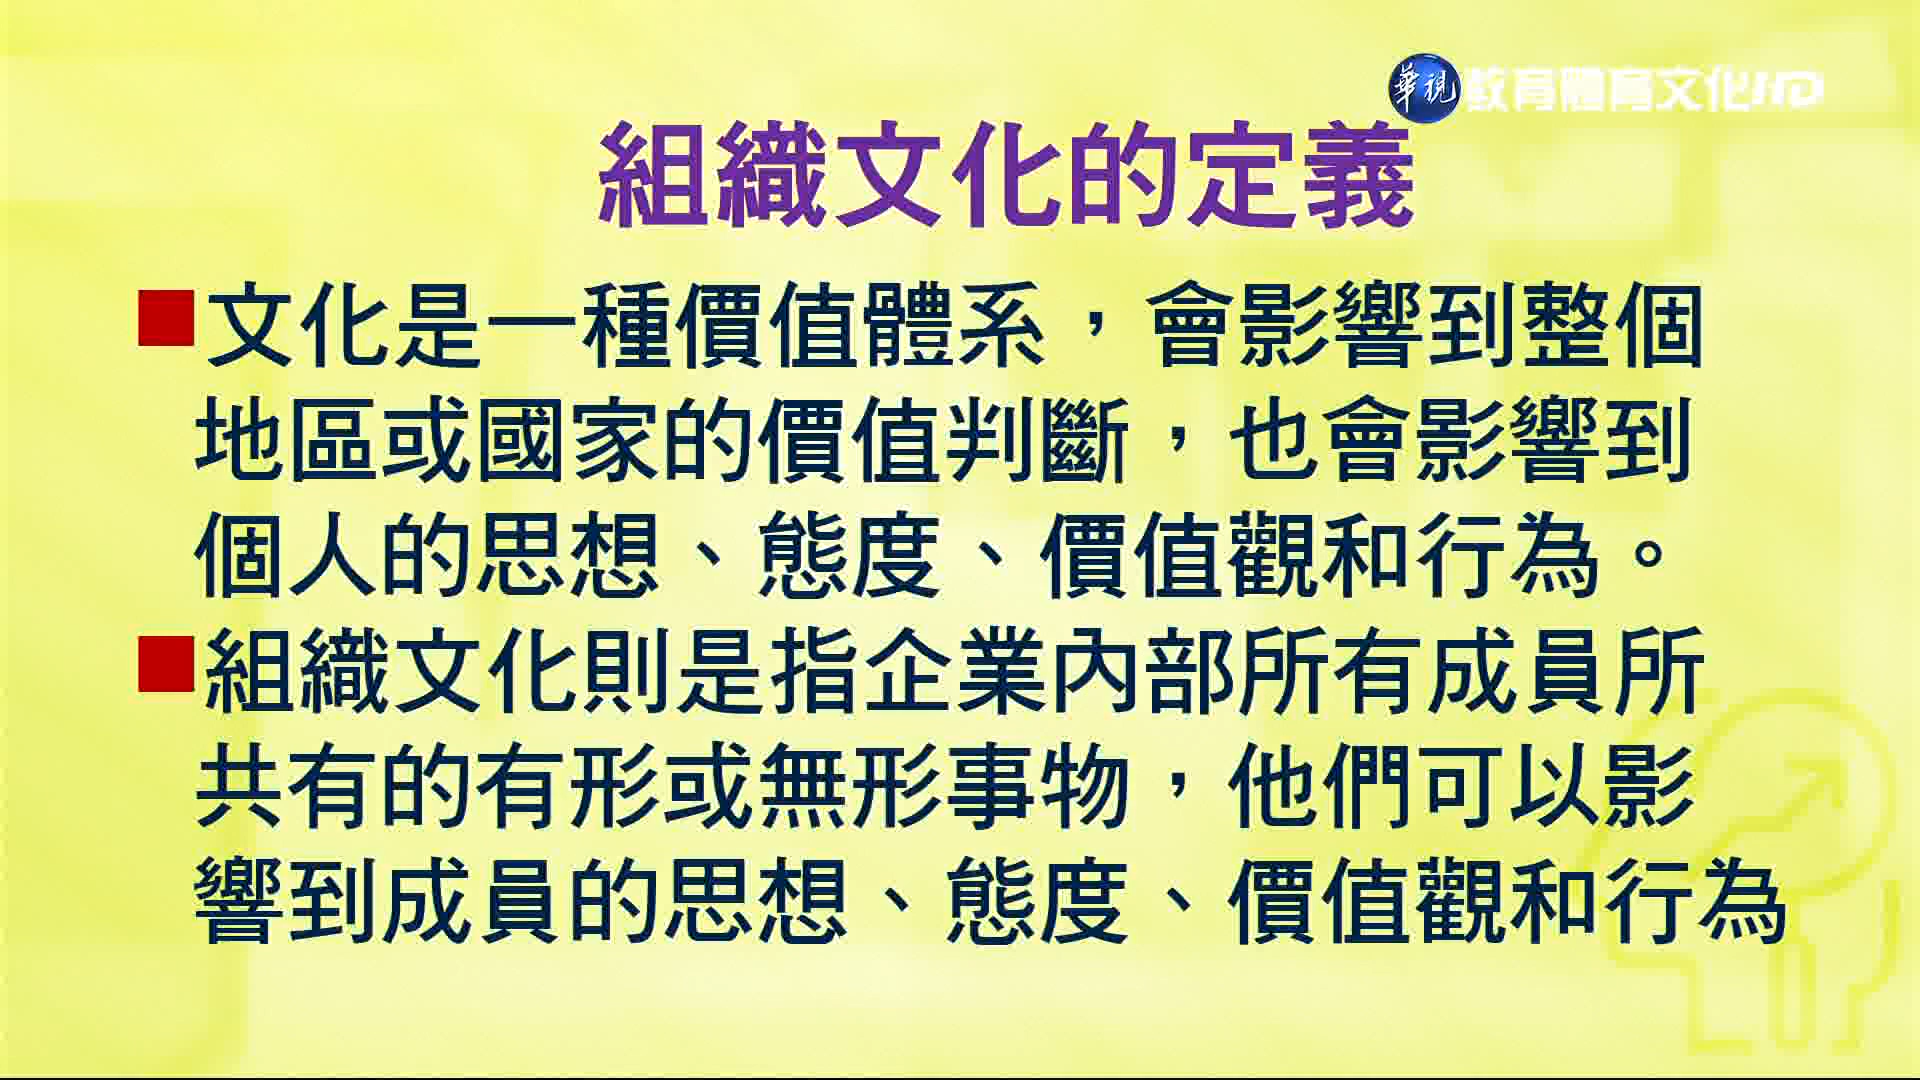 華視 教育體育文化HD
組織文化的定義
文化是一種價值體系，會影響到整個
地區或國家的價值判斷，也會影響到
個人的思想、態度、價值觀和行為。
組織文化則是指企業內部所有成員所
共有的有形或無形事物，他們可以影
響到成員的思想、態度、價值觀和行為